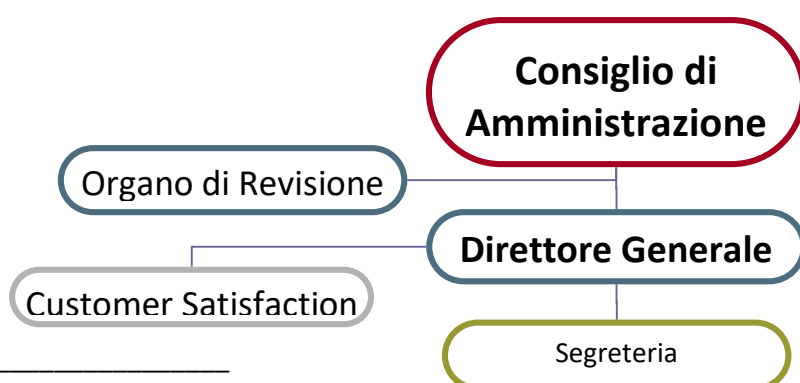 Consiglio di
Amministrazione
Organo di Revisione
Direttore Generale
Customer Satisfaction
Segreteria